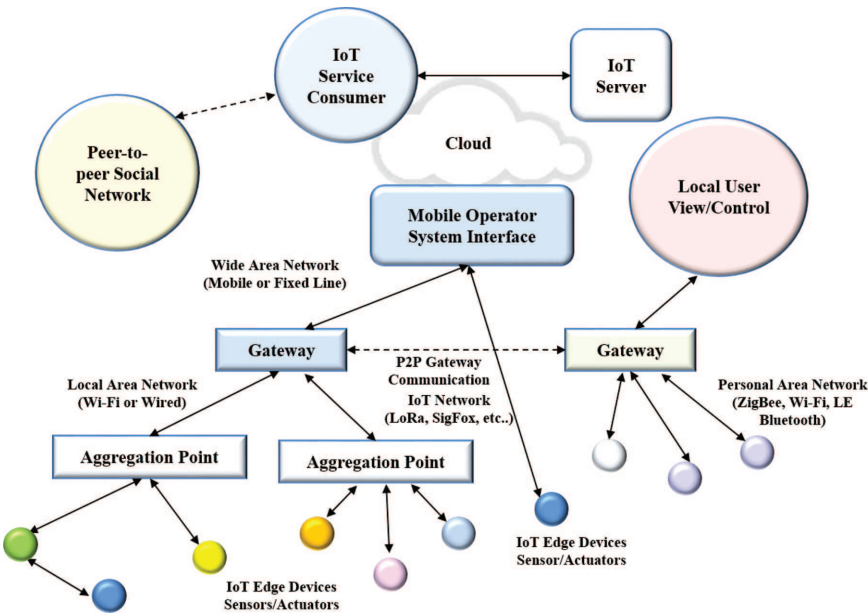 IoT
Service
Consumer
IoT
Server
Peer-to-
peer Social
Network
Cloud
Local User
View/Control
Mobile Operator
System Interface
Wide Area Network
(Mobile or Fixed Line)
Gateway
P2P Gateway
Communication
Gateway
Local Area Network
(Wi-Fi or Wired)
IoT Network
(LoRa, SigFox, etc..)
Personal Area Network
(ZigBee, Wi-Fi, LE
Bluetooth)
Aggregation Point
Aggregation Point
IoT Edge Devices
Sensor/Actuators
IoT Edge Devices
Sensors/Actuators